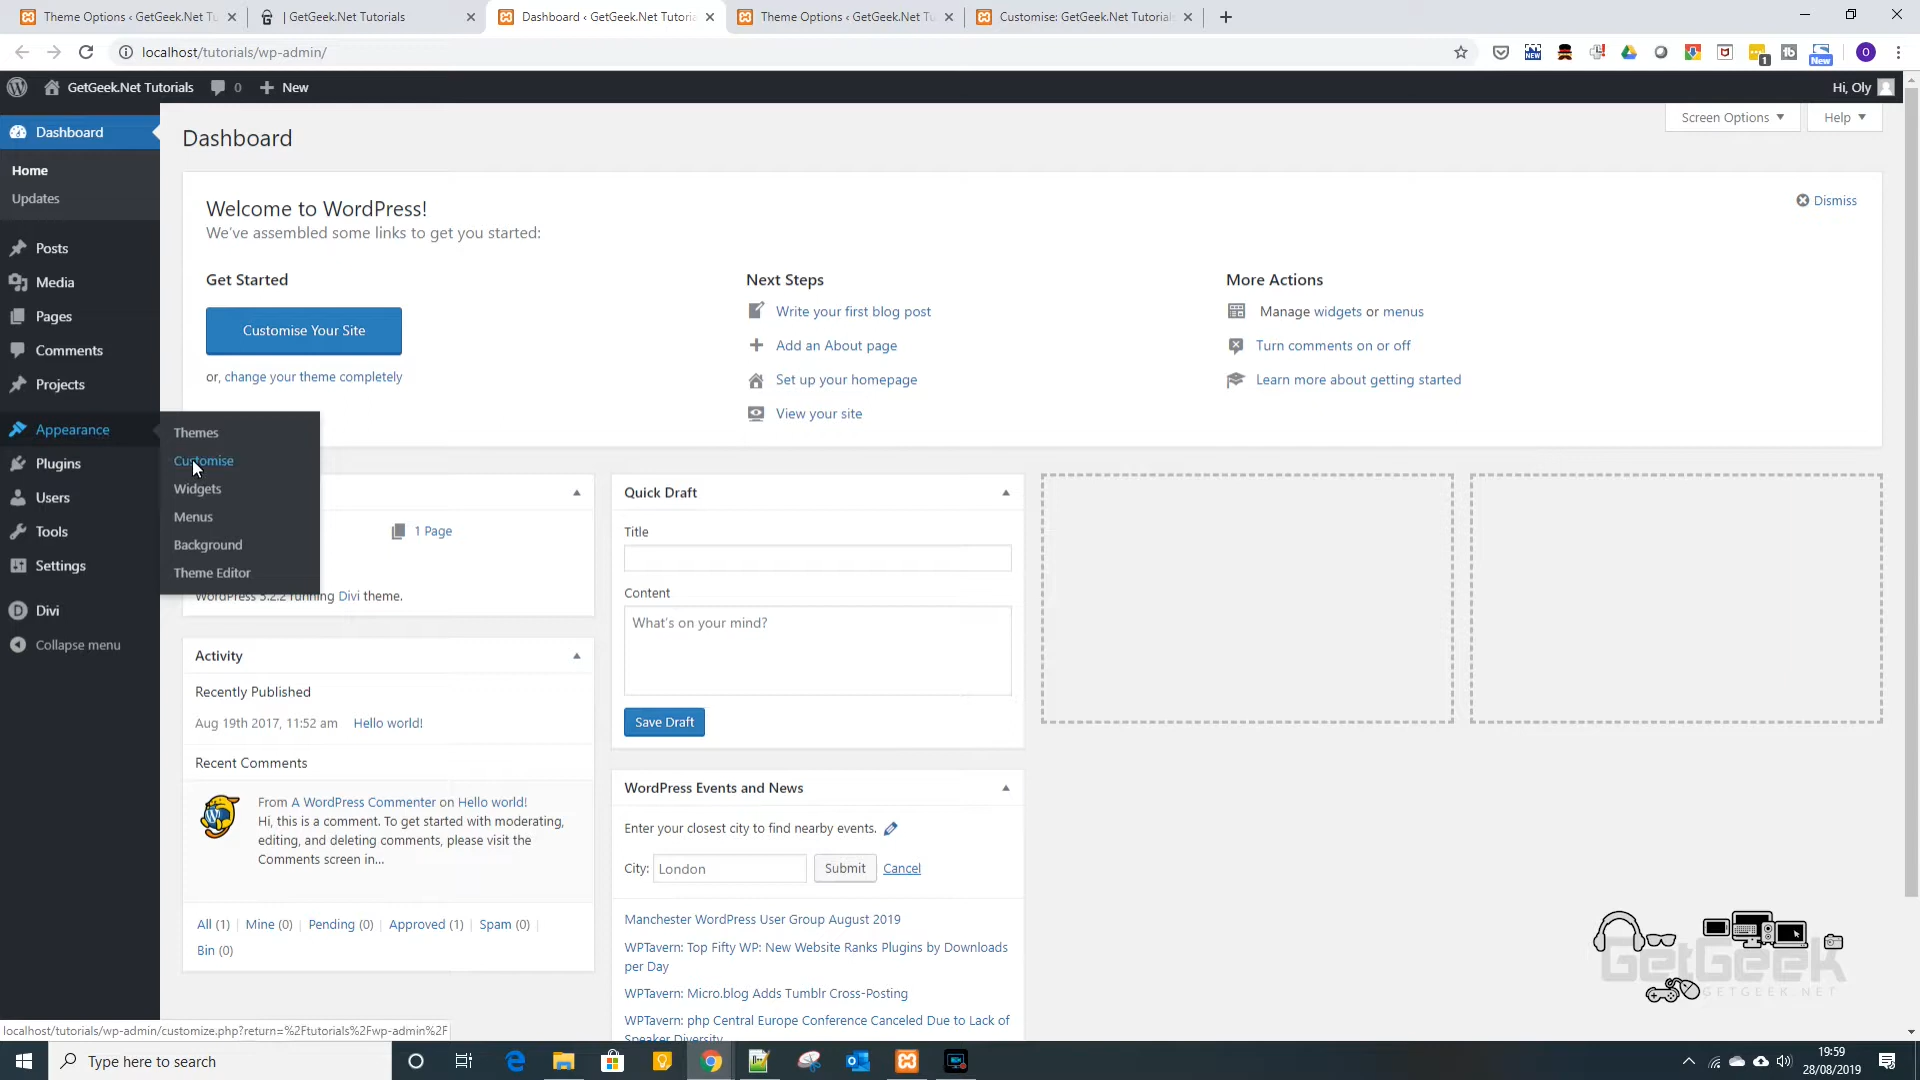 Theme Options ‹ GetGeek.Net Tu
| GetGeek.Net Tutorials
Dashboard ‹ GetGeek.Net Tutoria
Theme Options ‹ GetGeek.Net Tu
Customise: GetGeek.Net Tutorials
localhost/tutorials/wp-admin/
GetGeek.Net Tutorials
0
New
Hi, Oly
Dashboard
Home
Updates
Posts
Media
Pages
Comments
Projects
Appearance
Plugins
Users
Tools
Settings
Divi
Collapse menu
Themes
Customise
Widgets
Menus
Background
Theme Editor
Dashboard
Screen Options
Help
Welcome to WordPress!
We've assembled some links to get you started:
Dismiss
Get Started
Customise Your Site
or, change your theme completely
Next Steps
Write your first blog post
Add an About page
Set up your homepage
View your site
More Actions
Manage widgets or menus
Turn comments on or off
Learn more about getting started
1 Page
WordPress 5.2.2 running Divi theme.
Activity
Recently Published
Aug 19th 2017, 11:52 am Hello world!
Recent Comments
From A WordPress Commenter on Hello world!
Hi, this is a comment. To get started with moderating,
editing, and deleting comments, please visit the
Comments screen in...
All (1) | Mine (0) | Pending (0) | Approved (1) | Spam (0) |
Bin (0)
Quick Draft
Title
Content
What's on your mind?
Save Draft
WordPress Events and News
Enter your closest city to find nearby events.
City: London Submit Cancel
Manchester WordPress User Group August 2019
WPTavern: Top Fifty WP: New Website Ranks Plugins by Downloads
per Day
WPTavern: Micro.blog Adds Tumblr Cross-Posting
WPTavern: php Central Europe Conference Canceled Due to Lack of
Speaker Diversity
GetGeek
GETGEEK.NET
localhost/tutorials/wp-admin/customize.php?return=%2Ftutorials%2Fwp-admin%2F
Type here to search
19:59
28/08/2019
New
NEW
1